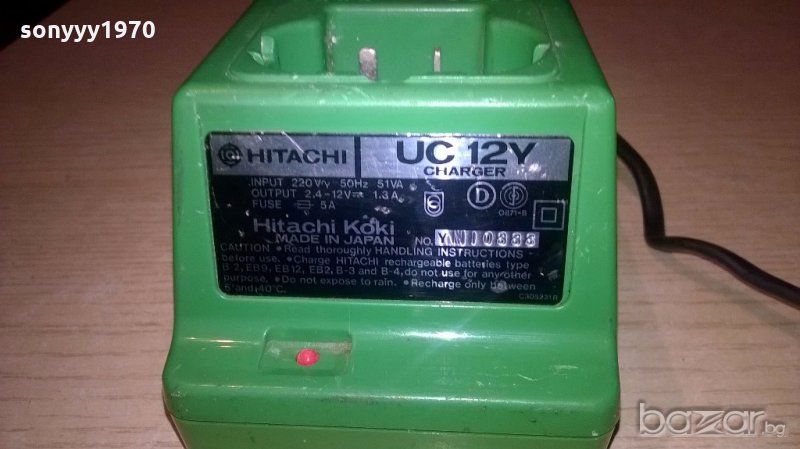 sonyyy1970
HITACHI
UC 12Y
CHARGER
INPUT 220V~ 50Hz 51VA
OUTPUT 2.4-12V 1.3A
FUSE 5A
D
0871-B
Hitachi Koki
MADE IN JAPAN
NO.
CAUTION • Read thoroughly HANDLING INSTRUCTIONS
before use. • Charge HITACHI rechargeable batteries type
B-2, EB9, EB12, EB2, B-3 and B-4, do not use for any other
purpose. • Do not expose to rain. • Recharge only between
5°and 40°C.
C305231R
bazar.bg